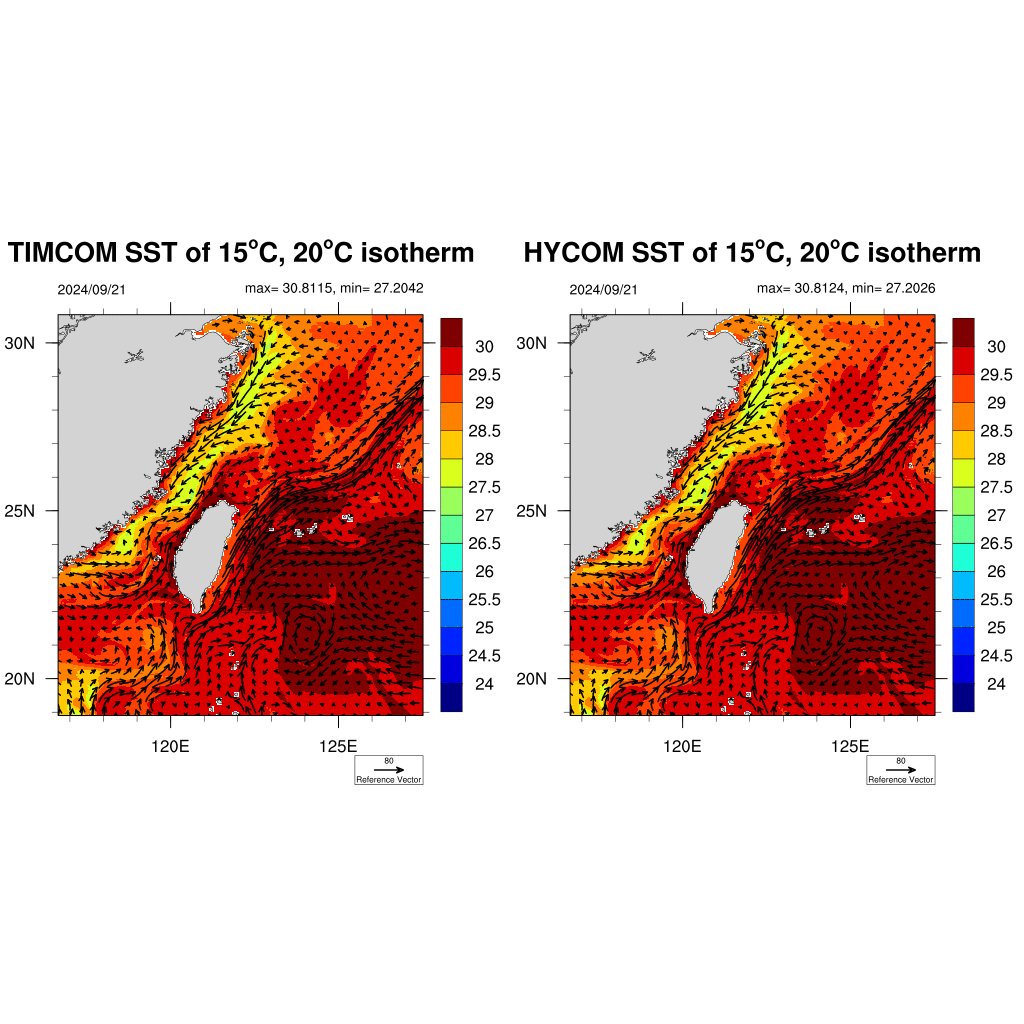 TIMCOM SST of 15°C, 20°C isotherm
2024/09/21 max= 30.8115, min= 27.2042
30N
25N
20N
120E 125E
30
29.5
29
28.5
28
27.5
27
26.5
26
25.5
25
24.5
24
80
Reference Vector
HYCOM SST of 15°C, 20°C isotherm
2024/09/21 max= 30.8124, min= 27.2026
30N
25N
20N
120E 125E
30
29.5
29
28.5
28
27.5
27
26.5
26
25.5
25
24.5
24
80
Reference Vector